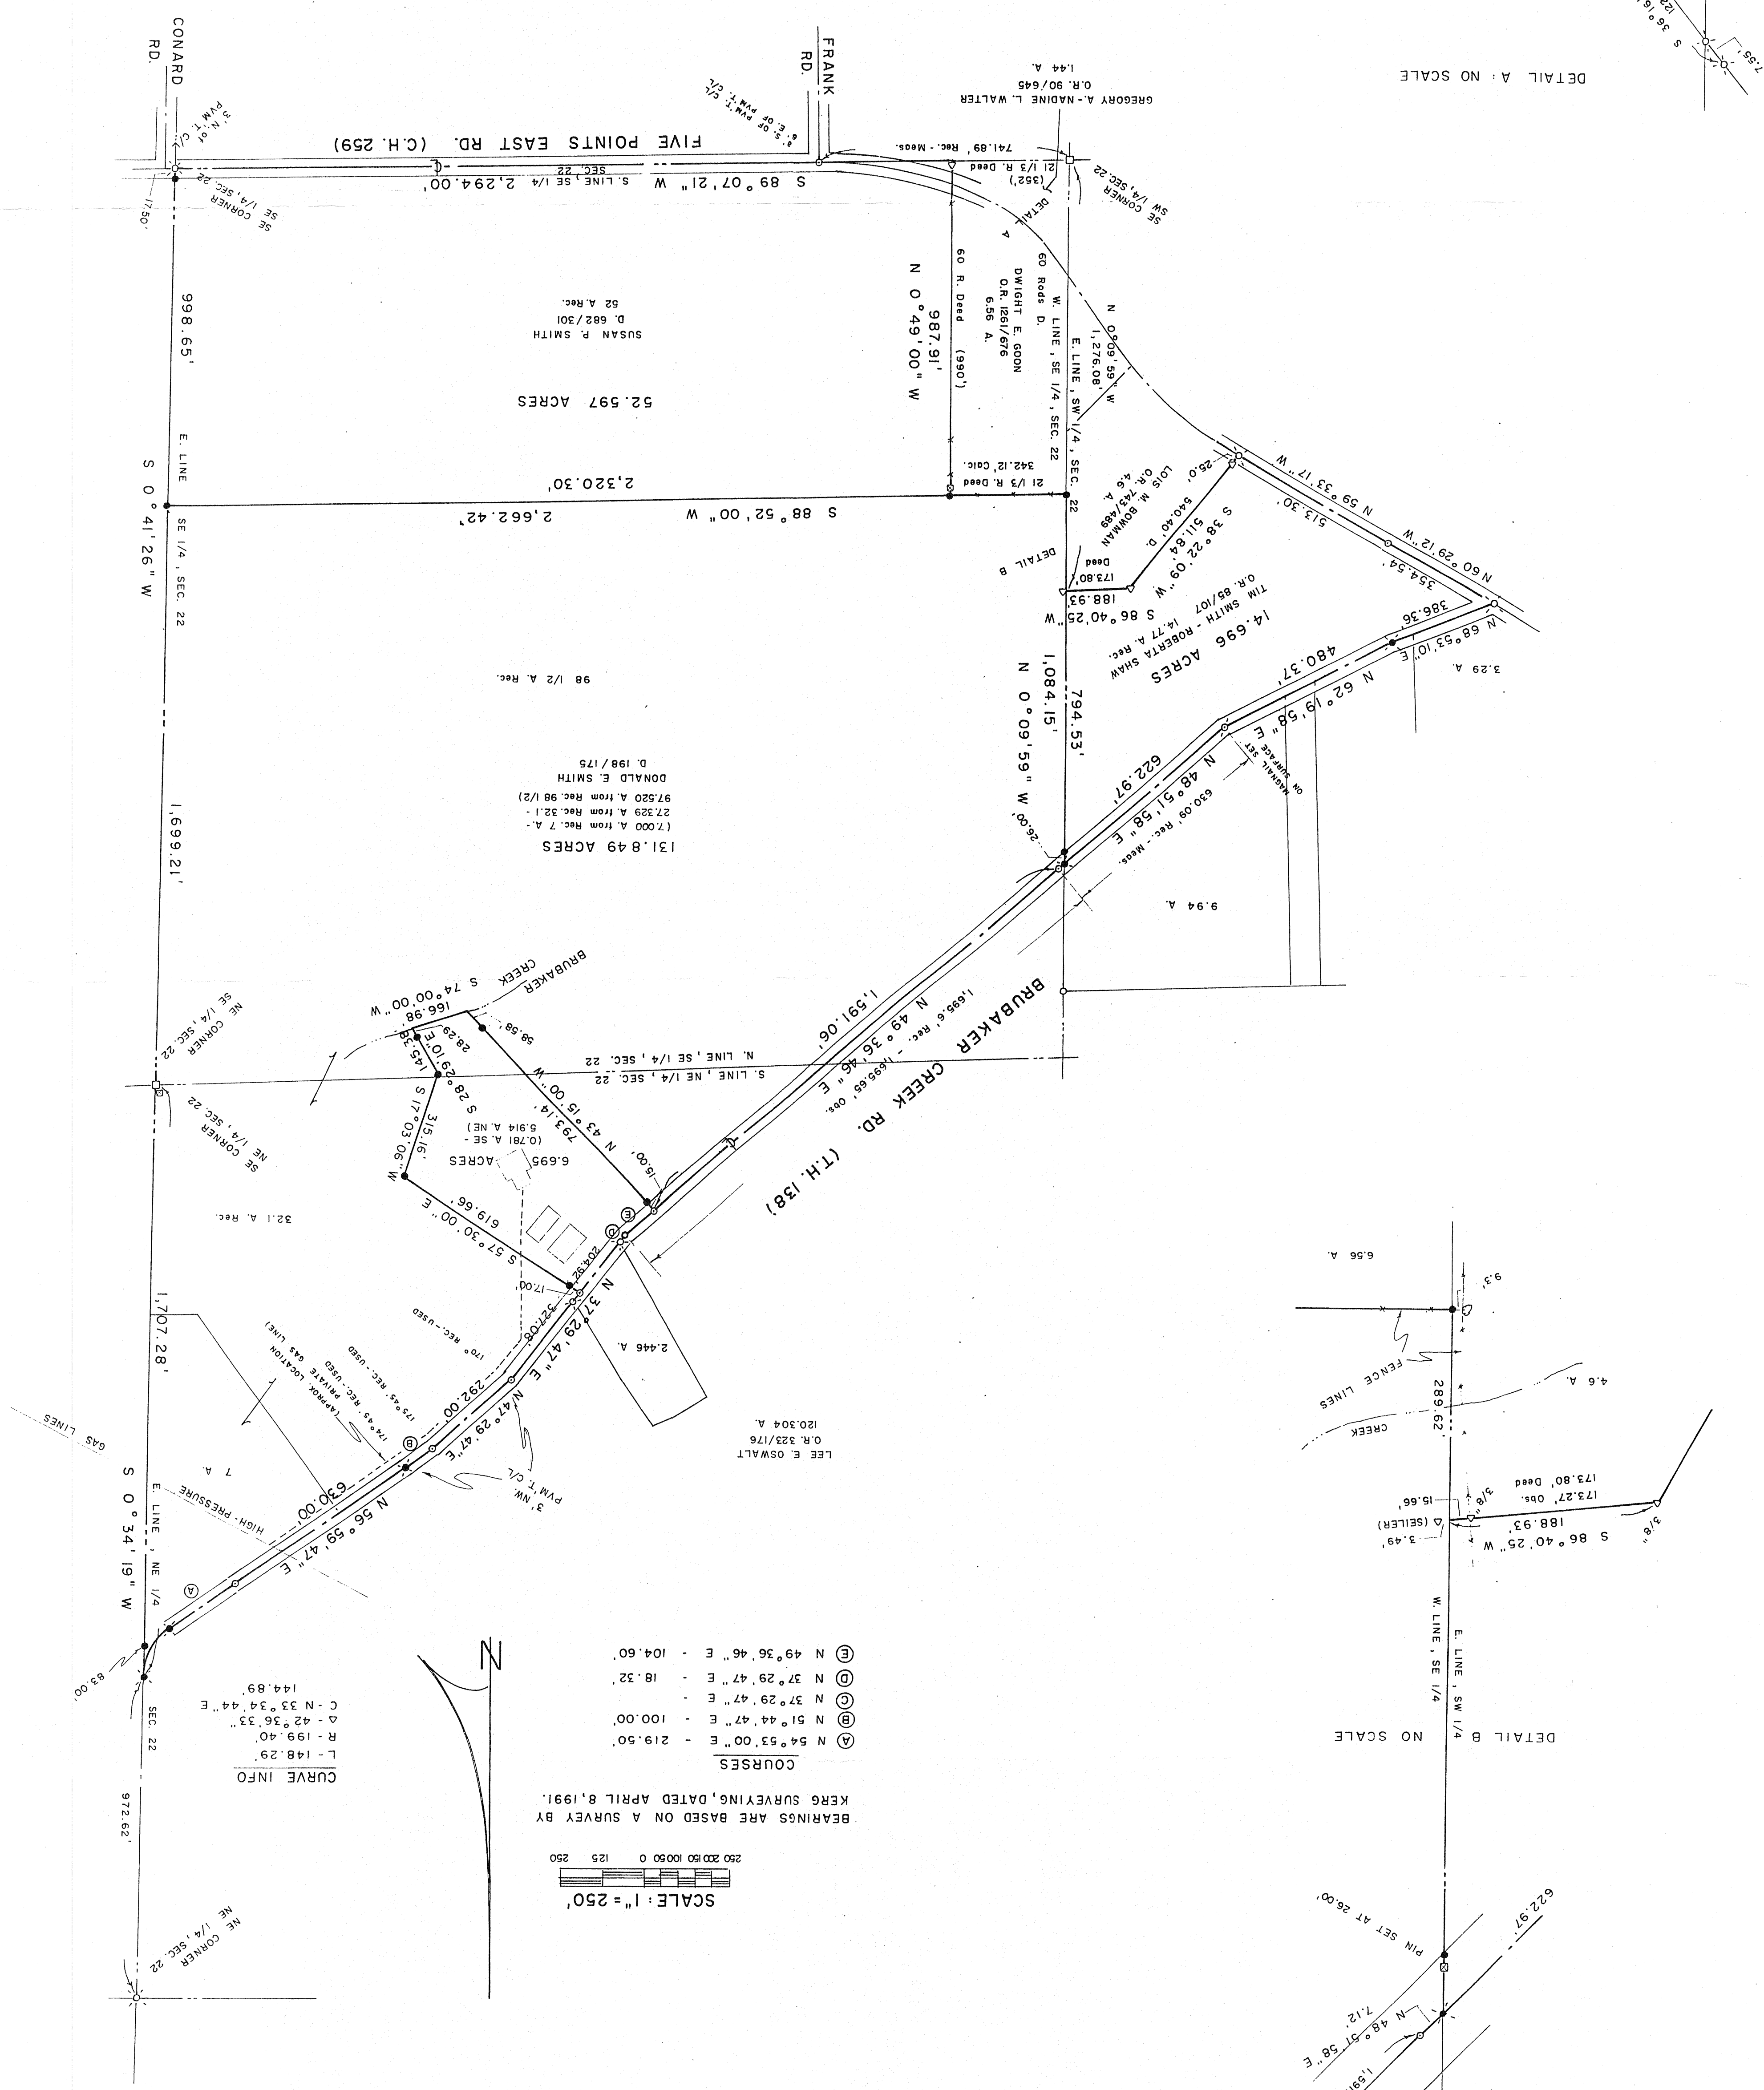 NE CORNER
NE 1/4, SEC. 22
972.62'
SEC. 22
SCALE: 1" = 250'
250 200 150 100 50 0 125 250
BEARINGS ARE BASED ON A SURVEY BY
KERG SURVEYING, DATED APRIL 8, 1991.
COURSES
Ⓐ N 54° 53' 00" E - 219.50'
Ⓑ N 51° 44' 47" E - 100.00'
Ⓒ N 37° 29' 47" E -
Ⓓ N 37° 29' 47" E - 18.32'
Ⓔ N 49° 36' 46" E - 104.60'
N
CURVE INFO
L - 148.29'
R - 199.40'
Δ - 42° 36' 33"
C - N 33° 34' 44" E
144.89'
83.00'
PIN SET AT 26.00'
622.97'
7.12'
N 48° 51' 58" E
1,591
DETAIL B NO SCALE
E. LINE, SW 1/4
W. LINE, SE 1/4
S 86° 40' 25" W
188.93'
173.27' Obs.
173.80' Deed
3/8"
3/8"
3.49'
(SEILER)
15.66'
CREEK
4.6 A.
289.62'
FENCE LINES
9.3'
6.56 A.
Ⓐ
N 56° 59' 47" E
630.00'
HIGH-PRESSURE
GAS LINES
7 A.
E. LINE, NE 1/4
S 0° 34' 19" W
1,707.28'
3' NW.
PVM'T. C/L
Ⓑ
N 47° 29' 47" E
292.00'
(APPROX. LOCATION
PRIVATE GAS LINE)
174° 45' REC.-USED
175° 45' REC.-USED
170° REC.-USED
LEE E. OSWALT
O.R. 323/176
120.304 A.
2.446 A.
N 37° 29' 47" E
327.08'
17.00'
204.92'
Ⓓ
Ⓔ
15.00'
S 57° 30' 00" E
619.66'
32.1 A. Rec.
6.695 ACRES
(0.781 A. SE -
5.914 A. NE)
S 17° 03' 06" W
315.16'
S 28° 29' 10" E
145.38'
28.29
N 43° 15' 00" W
793.14'
58.58'
166.98'
S 74° 00' 00" W
BRUBAKER
CREEK
SE CORNER
NE 1/4, SEC. 22
NE CORNER
SE 1/4, SEC. 22
S. LINE, NE 1/4, SEC. 22
N. LINE, SE 1/4, SEC. 22
BRUBAKER CREEK RD. (T.H. 138)
1,695.6' Rec. - 1,695.65' Obs.
N 49° 36' 46" E
1,591.06'
9.94 A.
630.09' Rec. - Meas.
N 48° 51' 58" E
622.97'
26.00'
MAGNAIL SET
ON SURFACE
N 62° 19' 58" E
480.37'
3.29 A.
N 68° 53' 10" E
386.36'
N 60° 29' 12" W
354.54'
N 59° 33' 17" W
513.30'
131.849 ACRES
(7.000 A. from Rec. 7 A. -
27.329 A. from Rec. 32.1 -
97.520 A. from Rec. 98 1/2)
DONALD E. SMITH
D. 198/175
98 1/2 A. Rec.
1,699.21'
794.53'
1,084.15'
N 0° 09' 59" W
14.696 ACRES
TIM SMITH - ROBERTA SHAW
O.R. 85/107 14.77 A. Rec.
S 86° 40' 25" W
188.93'
173.80'
Deed
DETAIL B
S 38° 22' 09" W
511.84'
540.40' D.
25.0'
LOIS M. BOWMAN
O.R. 743/489
4.6 A.
S 0° 41' 26" W
E. LINE SE 1/4, SEC. 22
S 88° 52' 00" W 2,662.42'
2,320.30'
21 1/3 R. Deed
342.12' Calc.
52.597 ACRES
SUSAN P. SMITH
D. 682/301
52 A. Rec.
998.65'
N 0° 49' 00" W
987.91'
60 R. Deed (990')
DWIGHT E. GOON
O.R. 1261/676
6.56 A.
60 Rods D.
W. LINE, SE 1/4, SEC. 22
E. LINE, SW 1/4, SEC. 22
N 0° 09' 59" W
1,276.08'
DETAIL A
(352')
21 1/3 R. Deed
741.89' Rec. - Meas.
SE CORNER
SW 1/4, SEC. 22
SE CORNER
SE 1/4, SEC. 22
17.50'
S 89° 07' 21" W S. LINE, SE 1/4 2,294.00'
SEC. 22
FIVE POINTS EAST RD. (C.H. 259)
3' N. of
PVM'T. C/L
6' E. OF PVM'T. C/L
GREGORY A. - NADINE L. WALTER
O.R. 90/645
1.44 A.
FRANK
RD.
CONARD
RD.
DETAIL A: NO SCALE
S 36° 16'
7.55'